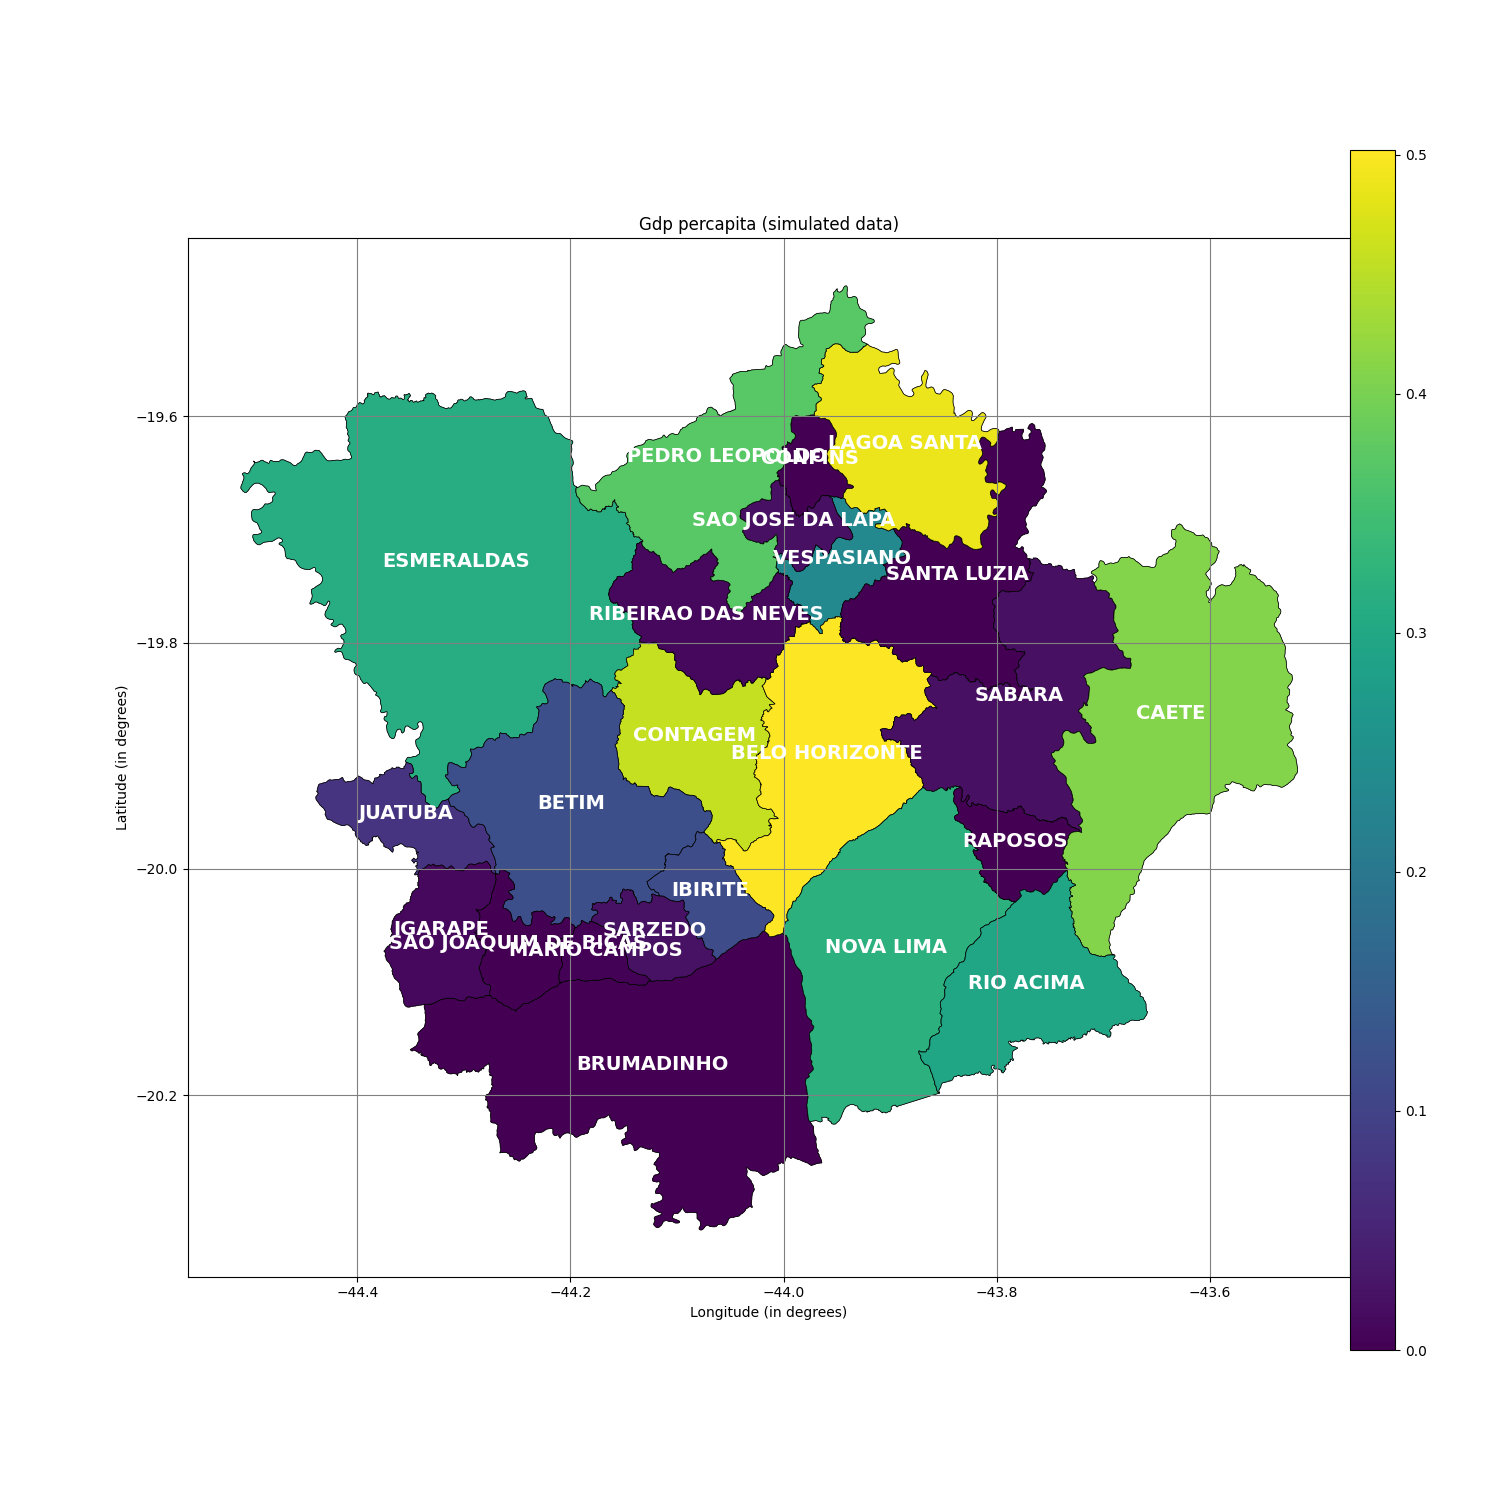 Gdp percapita (simulated data)
0.5
0.4
0.3
0.2
0.1
0.0
−19.6
−19.8
−20.0
−20.2
Latitude (in degrees)
LAGOA SANTA
PEDRO LEOPOLDO
CONFINS
SAO JOSE DA LAPA
VESPASIANO
ESMERALDAS
SANTA LUZIA
RIBEIRAO DAS NEVES
SABARA
CAETE
CONTAGEM
BELO HORIZONTE
BETIM
JUATUBA
RAPOSOS
IBIRITE
IGARAPE
SARZEDO
SAO JOAQUIM DE BICAS
MARIO CAMPOS
NOVA LIMA
RIO ACIMA
BRUMADINHO
−44.4
−44.2
−44.0
−43.8
−43.6
Longitude (in degrees)